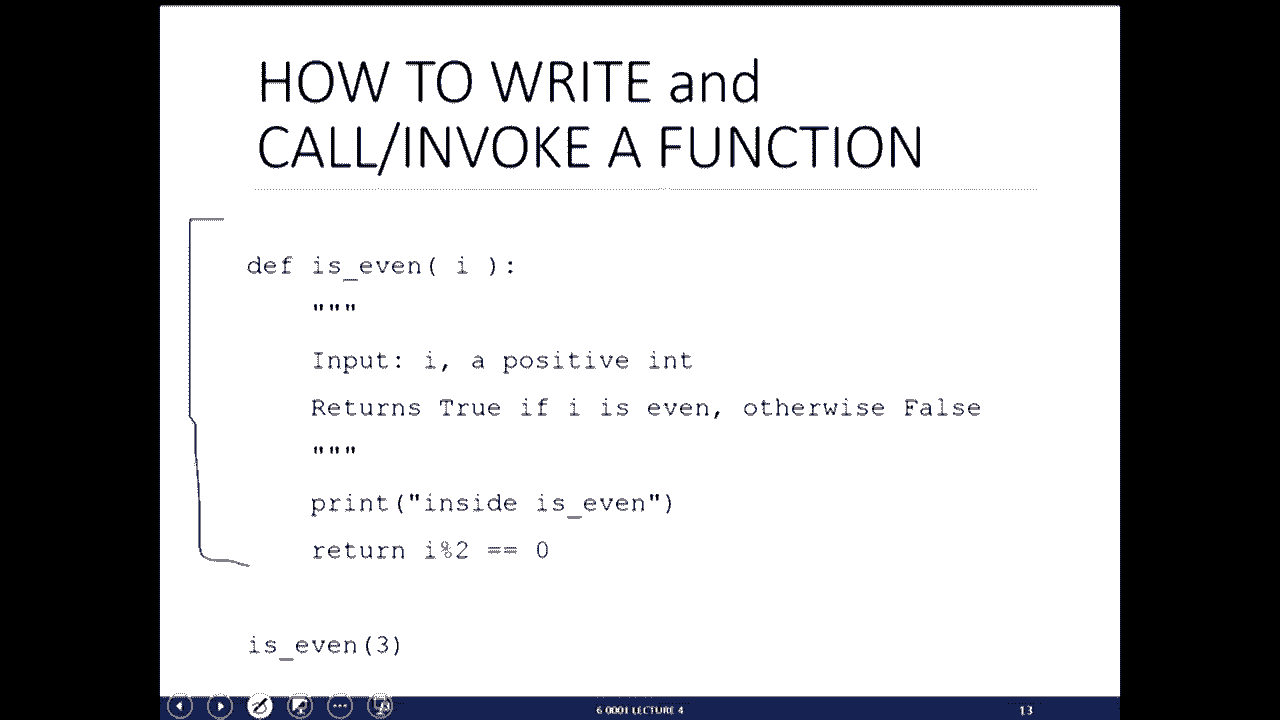 HOW TO WRITE and
CALL/INVOKE A FUNCTION
def is_even( i ):
"""
Input: i, a positive int
Returns True if i is even, otherwise False
"""
print("inside is_even")
return i%2 == 0
is_even(3)
6 0001 LECTURE 4
13